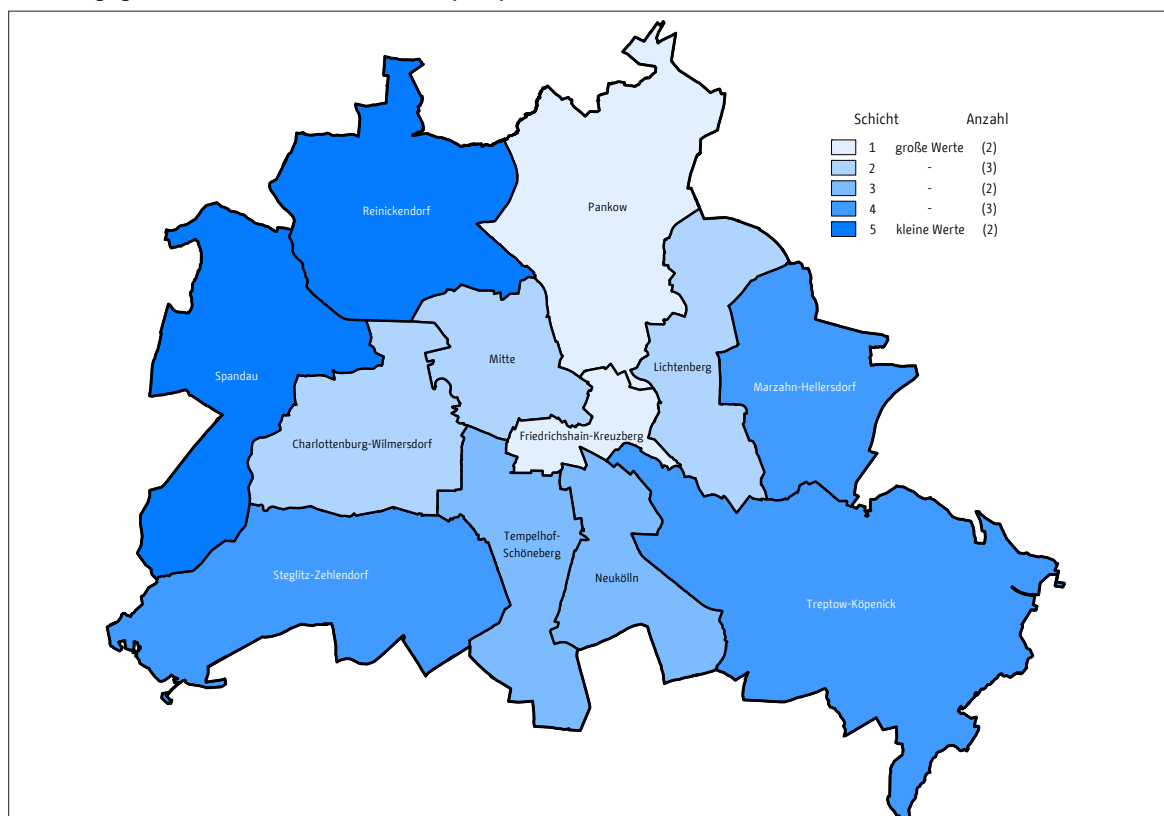 Schicht Anzahl
1 große Werte (2)
2 - (3)
3 - (2)
4 - (3)
5 kleine Werte (2)
Reinickendorf
Pankow
Mitte
Lichtenberg
Spandau
Marzahn-Hellersdorf
Charlottenburg-Wilmersdorf
Friedrichshain-Kreuzberg
Tempelhof-
Schöneberg
Steglitz-Zehlendorf
Neukölln
Treptow-Köpenick